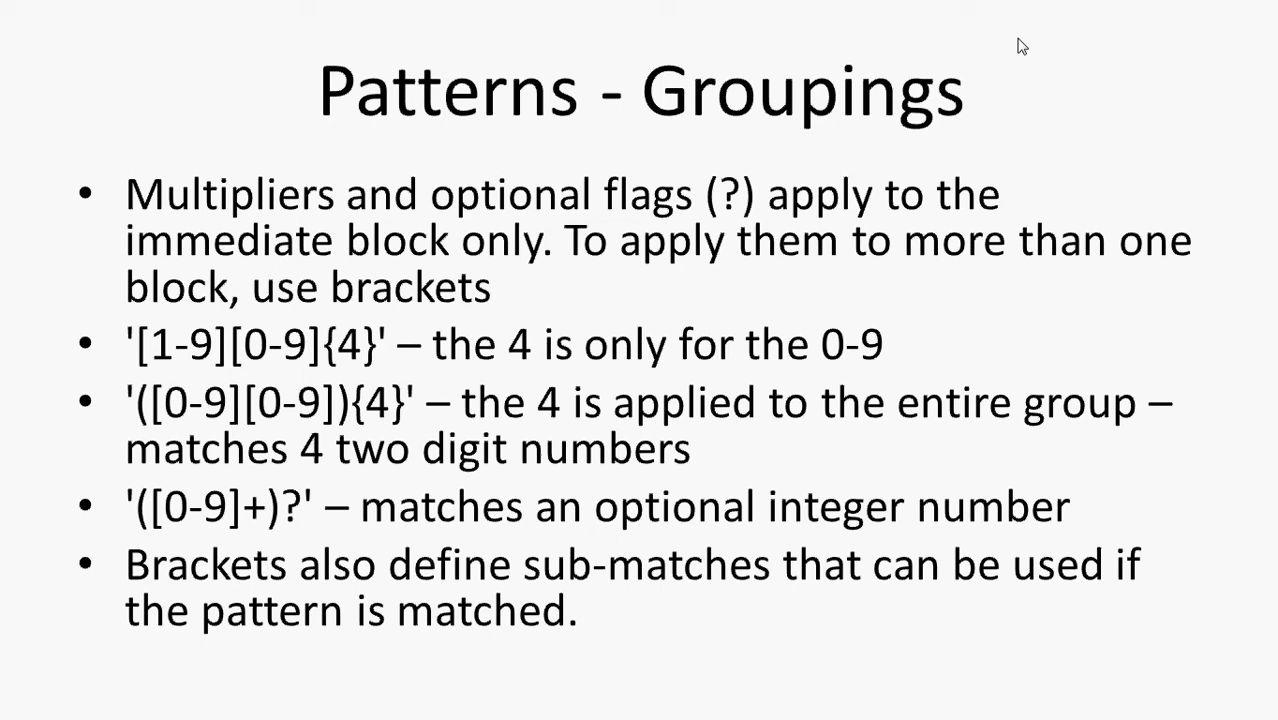 Patterns - Groupings
• Multipliers and optional flags (?) apply to the
immediate block only. To apply them to more than one
block, use brackets
• '[1-9][0-9]{4}' – the 4 is only for the 0-9
• '([0-9][0-9]){4}' – the 4 is applied to the entire group –
matches 4 two digit numbers
• '([0-9]+)?' – matches an optional integer number
• Brackets also define sub-matches that can be used if
the pattern is matched.